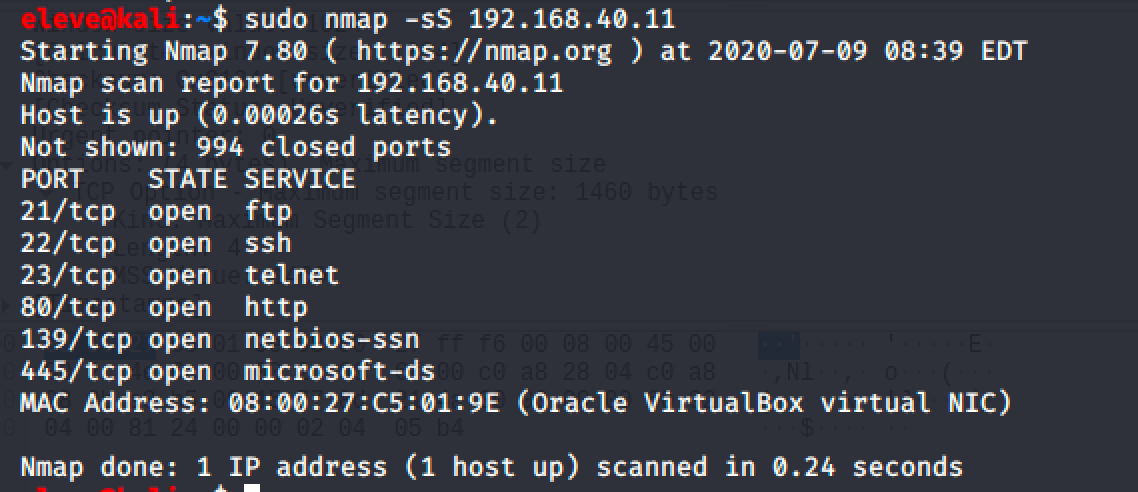 eleve@kali:~$ sudo nmap -sS 192.168.40.11
Starting Nmap 7.80 ( https://nmap.org ) at 2020-07-09 08:39 EDT
Nmap scan report for 192.168.40.11
Host is up (0.00026s latency).
Not shown: 994 closed ports
PORT    STATE SERVICE
21/tcp  open  ftp
22/tcp  open  ssh
23/tcp  open  telnet
80/tcp  open  http
139/tcp open  netbios-ssn
445/tcp open  microsoft-ds
MAC Address: 08:00:27:C5:01:9E (Oracle VirtualBox virtual NIC)
Nmap done: 1 IP address (1 host up) scanned in 0.24 seconds